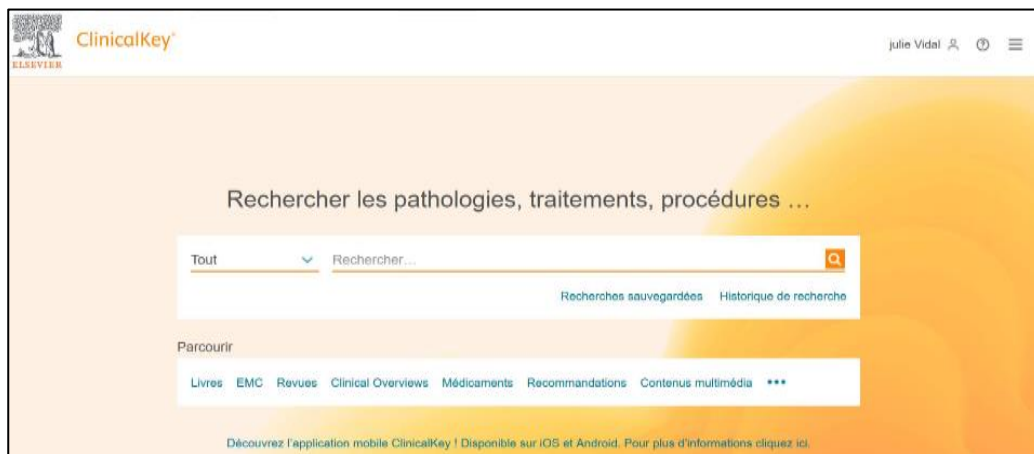 ELSEVIER
ClinicalKey®
julie Vidal
Rechercher les pathologies, traitements, procédures ...
Tout Rechercher...
Recherches sauvegardées Historique de recherche
Parcourir
Livres EMC Revues Clinical Overviews Médicaments Recommandations Contenus multimédia •••
Découvrez l'application mobile ClinicalKey ! Disponible sur iOS et Android. Pour plus d'informations cliquez ici.